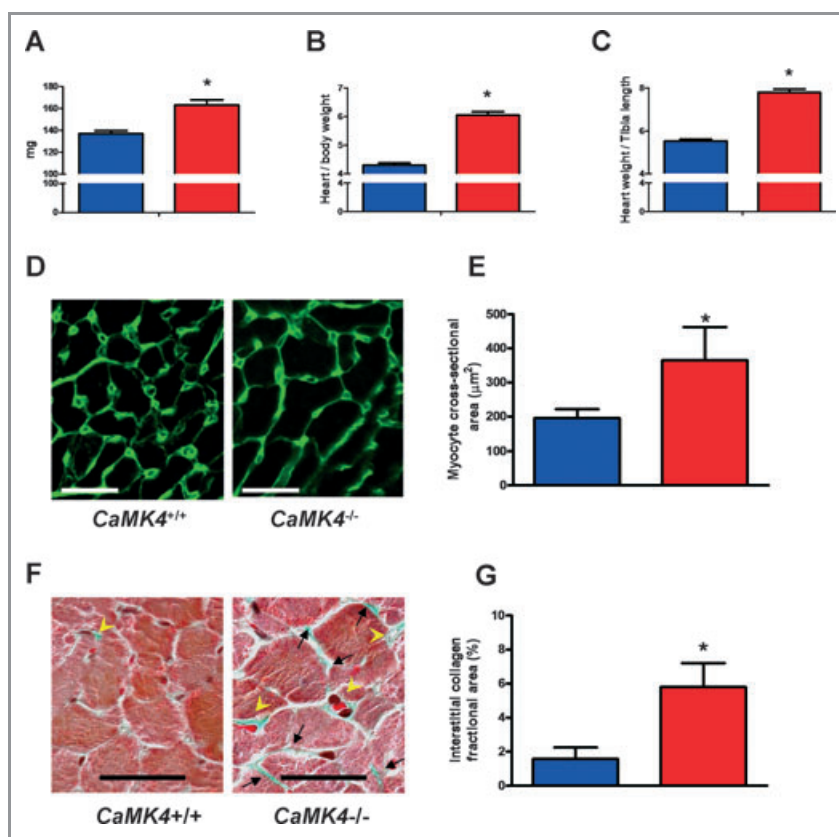 A
B
C
*
180
160
140
120
100
100
0
mg
*
7
6
5
4
4
0
Heart / body weight
*
8
6
4
4
0
Heart weight / Tibia length
D
E
CaMK4+/+
CaMK4-/-
*
500
400
300
200
100
0
Myocyte cross-sectional
area (μm²)
F
G
CaMK4+/+
CaMK4-/-
*
8
6
4
2
0
Interstitial collagen
fractional area (%)